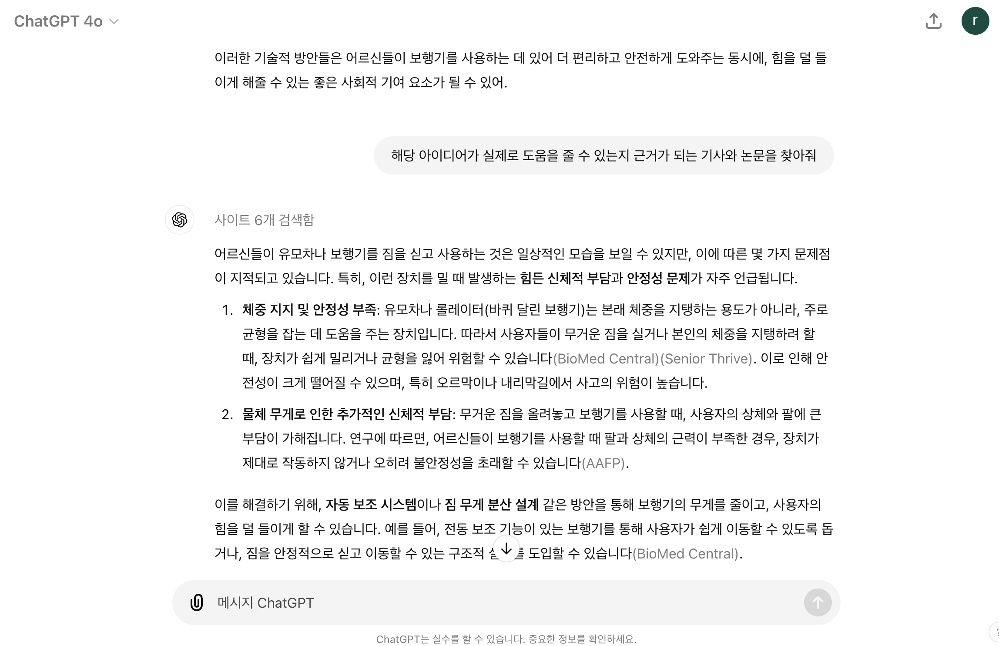 ChatGPT 4o
r
이러한 기술적 방안들은 어르신들이 보행기를 사용하는 데 있어 더 편리하고 안전하게 도와주는 동시에, 힘을 덜 들
이게 해줄 수 있는 좋은 사회적 기여 요소가 될 수 있어.
해당 아이디어가 실제로 도움을 줄 수 있는지 근거가 되는 기사와 논문을 찾아줘
사이트 6개 검색함
어르신들이 유모차나 보행기를 짐을 싣고 사용하는 것은 일상적인 모습을 보일 수 있지만, 이에 따른 몇 가지 문제점
이 지적되고 있습니다. 특히, 이런 장치를 밀 때 발생하는 힘든 신체적 부담과 안정성 문제가 자주 언급됩니다.
1. 체중 지지 및 안정성 부족: 유모차나 롤레이터(바퀴 달린 보행기)는 본래 체중을 지탱하는 용도가 아니라, 주로
균형을 잡는 데 도움을 주는 장치입니다. 따라서 사용자들이 무거운 짐을 실거나 본인의 체중을 지탱하려 할
때, 장치가 쉽게 밀리거나 균형을 잃어 위험할 수 있습니다(BioMed Central)(Senior Thrive). 이로 인해 안
전성이 크게 떨어질 수 있으며, 특히 오르막이나 내리막길에서 사고의 위험이 높습니다.
2. 물체 무게로 인한 추가적인 신체적 부담: 무거운 짐을 올려놓고 보행기를 사용할 때, 사용자의 상체와 팔에 큰
부담이 가해집니다. 연구에 따르면, 어르신들이 보행기를 사용할 때 팔과 상체의 근력이 부족한 경우, 장치가
제대로 작동하지 않거나 오히려 불안정성을 초래할 수 있습니다(AAFP).
이를 해결하기 위해, 자동 보조 시스템이나 짐 무게 분산 설계 같은 방안을 통해 보행기의 무게를 줄이고, 사용자의
힘을 덜 들이게 할 수 있습니다. 예를 들어, 전동 보조 기능이 있는 보행기를 통해 사용자가 쉽게 이동할 수 있도록 돕
거나, 짐을 안정적으로 싣고 이동할 수 있는 구조적 도입할 수 있습니다(BioMed Central).
메시지 ChatGPT
ChatGPT는 실수를 할 수 있습니다. 중요한 정보를 확인하세요.